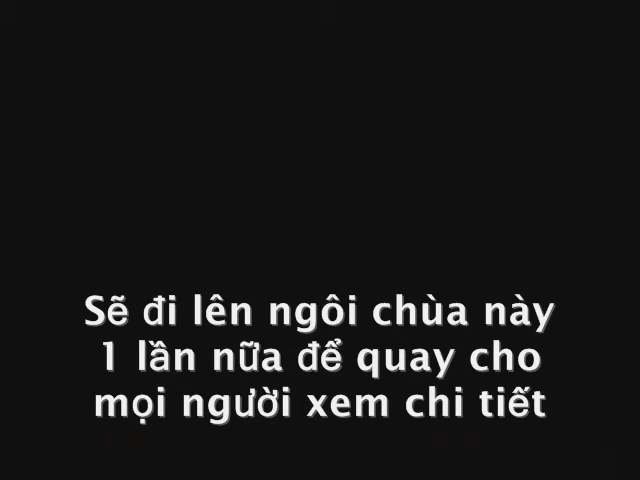 Sẽ đi lên ngôi chùa này
1 lần nữa để quay cho
mọi người xem chi tiết